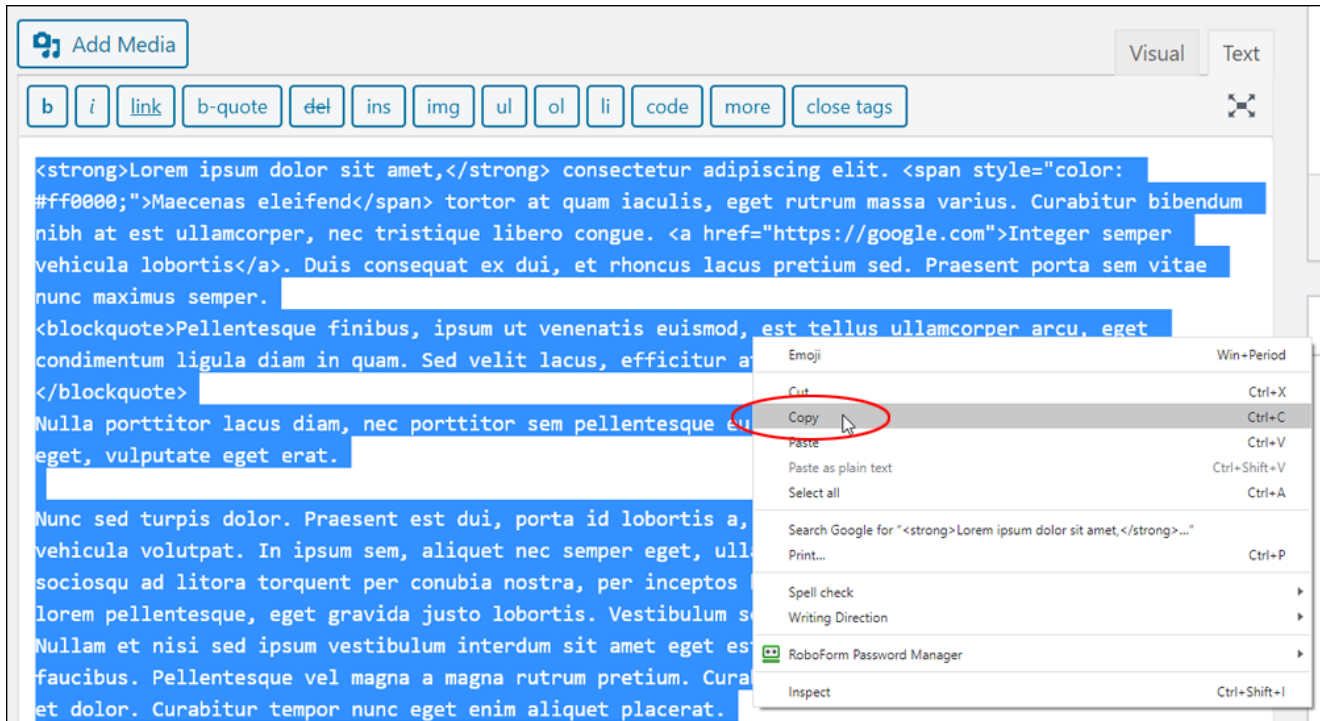 Add Media
Visual
Text
b
i
link
b-quote
del
ins
img
ul
ol
li
code
more
close tags
<strong>Lorem ipsum dolor sit amet,</strong> consectetur adipiscing elit. <span style="color:
#ff0000;">Maecenas eleifend</span> tortor at quam iaculis, eget rutrum massa varius. Curabitur bibendum
nibh at est ullamcorper, nec tristique libero congue. <a href="https://google.com">Integer semper
vehicula lobortis</a>. Duis consequat ex dui, et rhoncus lacus pretium sed. Praesent porta sem vitae
nunc maximus semper.
<blockquote>Pellentesque finibus, ipsum ut venenatis euismod, est tellus ullamcorper arcu, eget
condimentum ligula diam in quam. Sed velit lacus, efficitur
</blockquote>
Nulla porttitor lacus diam, nec porttitor sem pellentesque
eget, vulputate eget erat.
Nunc sed turpis dolor. Praesent est dui, porta id lobortis a,
vehicula volutpat. In ipsum sem, aliquet nec semper eget,
sociosqu ad litora torquent per conubia nostra, per inceptos
lorem pellentesque, eget gravida justo lobortis. Vestibulum
Nullam et nisi sed ipsum vestibulum interdum sit amet eget
faucibus. Pellentesque vel magna a magna rutrum pretium.
et dolor. Curabitur tempor nunc eget enim aliquet placerat.
Emoji Win+Period
Cut Ctrl+X
Copy Ctrl+C
Paste Ctrl+V
Paste as plain text Ctrl+Shift+V
Select all Ctrl+A
Search Google for “<strong>Lorem ipsum dolor sit amet,</strong>...”
Print... Ctrl+P
Spell check
Writing Direction
RoboForm Password Manager
Inspect Ctrl+Shift+I